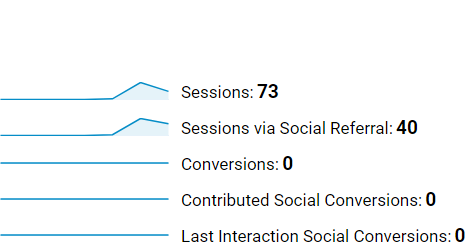 Sessions: 73
Sessions via Social Referral: 40
Conversions: 0
Contributed Social Conversions: 0
Last Interaction Social Conversions: 0